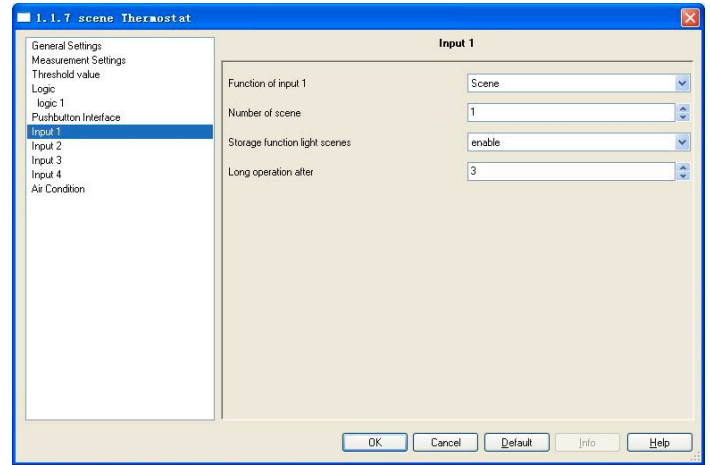 1.1.7 scene Thermostat
General Settings
Measurement Settings
Threshold value
Logic
logic 1
Pushbutton Interface
Input 1
Input 2
Input 3
Input 4
Air Condition
Input 1
Function of input 1 Scene
Number of scene 1
Storage function light scenes enable
Long operation after 3
OK Cancel Default Info Help